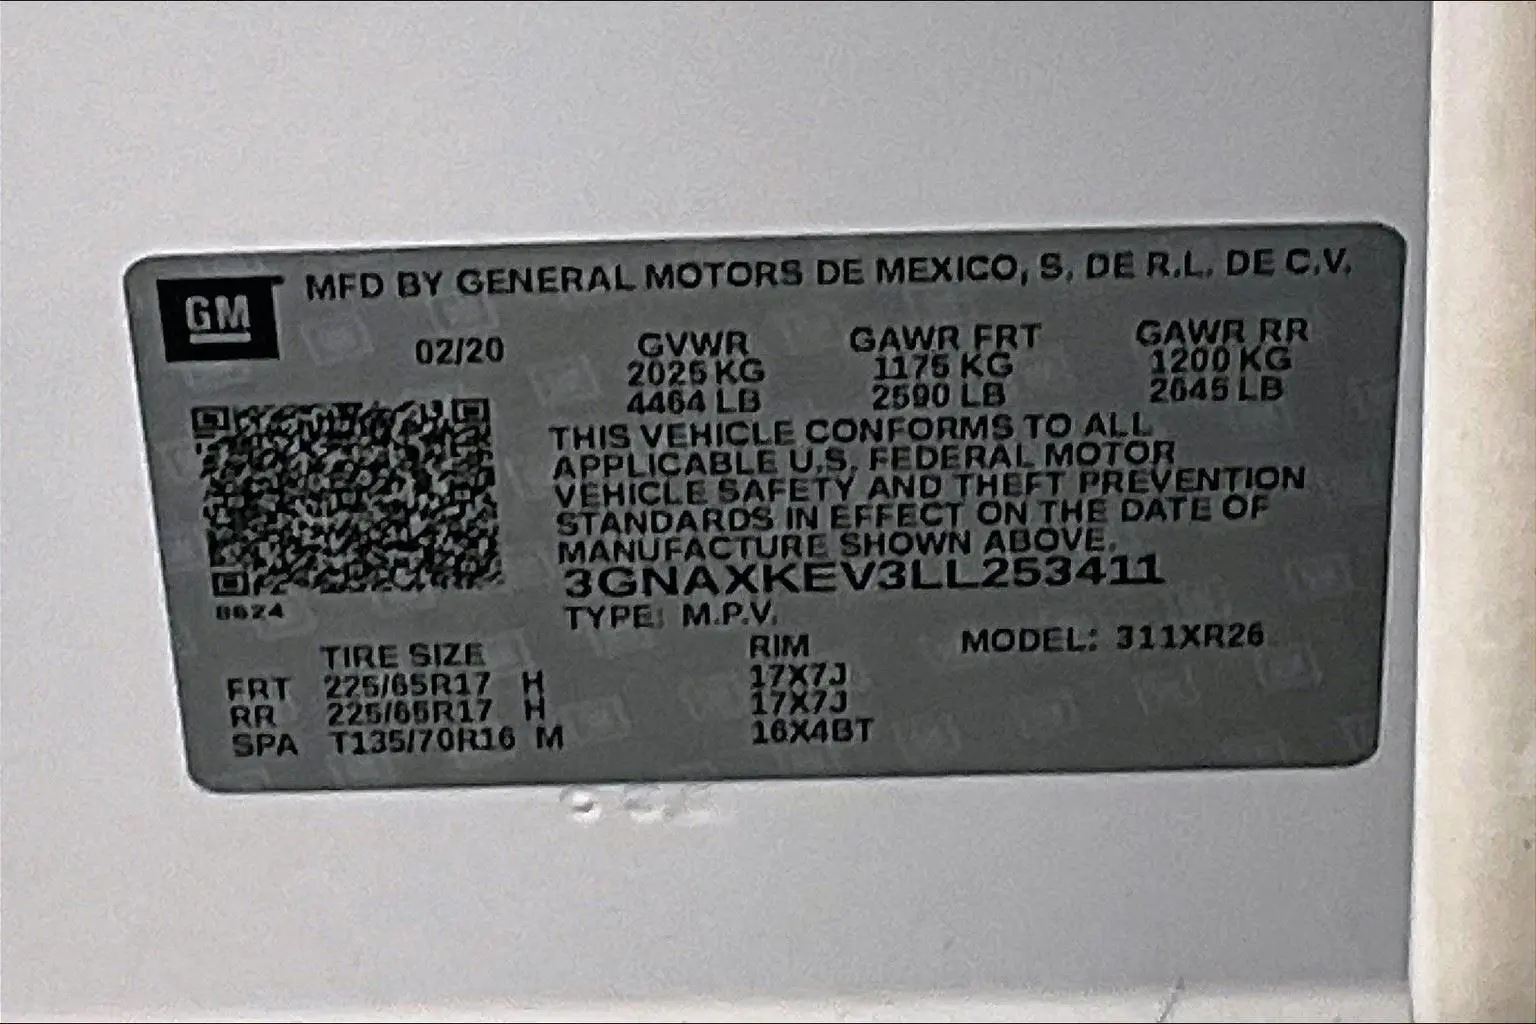 GM
MFD BY GENERAL MOTORS DE MEXICO, S. DE R.L. DE C.V.
02/20 GVWR GAWR FRT GAWR RR
2025 KG 1175 KG 1200 KG
4464 LB 2590 LB 2645 LB
THIS VEHICLE CONFORMS TO ALL
APPLICABLE U.S. FEDERAL MOTOR
VEHICLE SAFETY AND THEFT PREVENTION
STANDARDS IN EFFECT ON THE DATE OF
MANUFACTURE SHOWN ABOVE.
3GNAXKEV3LL253411
8624
TYPE: M.P.V. MODEL: 311XR26
TIRE SIZE RIM
FRT 225/65R17 H 17X7J
RR 225/65R17 H 17X7J
SPA T135/70R16 M 16X4BT